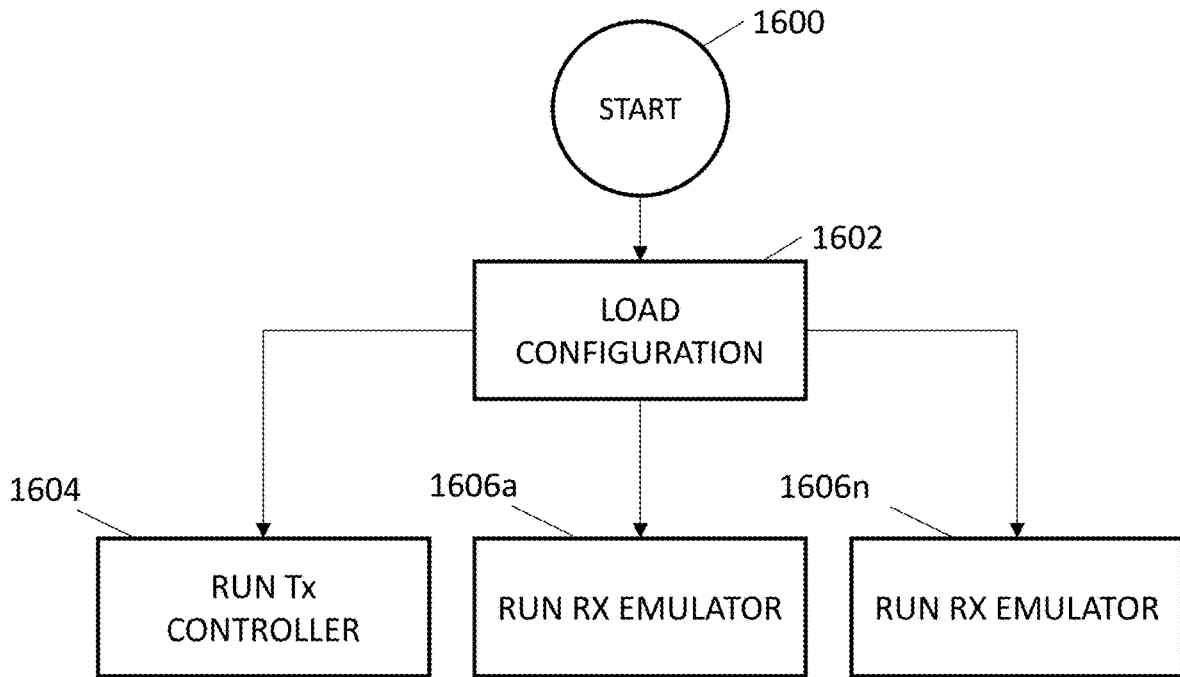 1600
START
1602
LOAD
CONFIGURATION
1604
1606a
1606n
RUN Tx
CONTROLLER
RUN RX EMULATOR
RUN RX EMULATOR